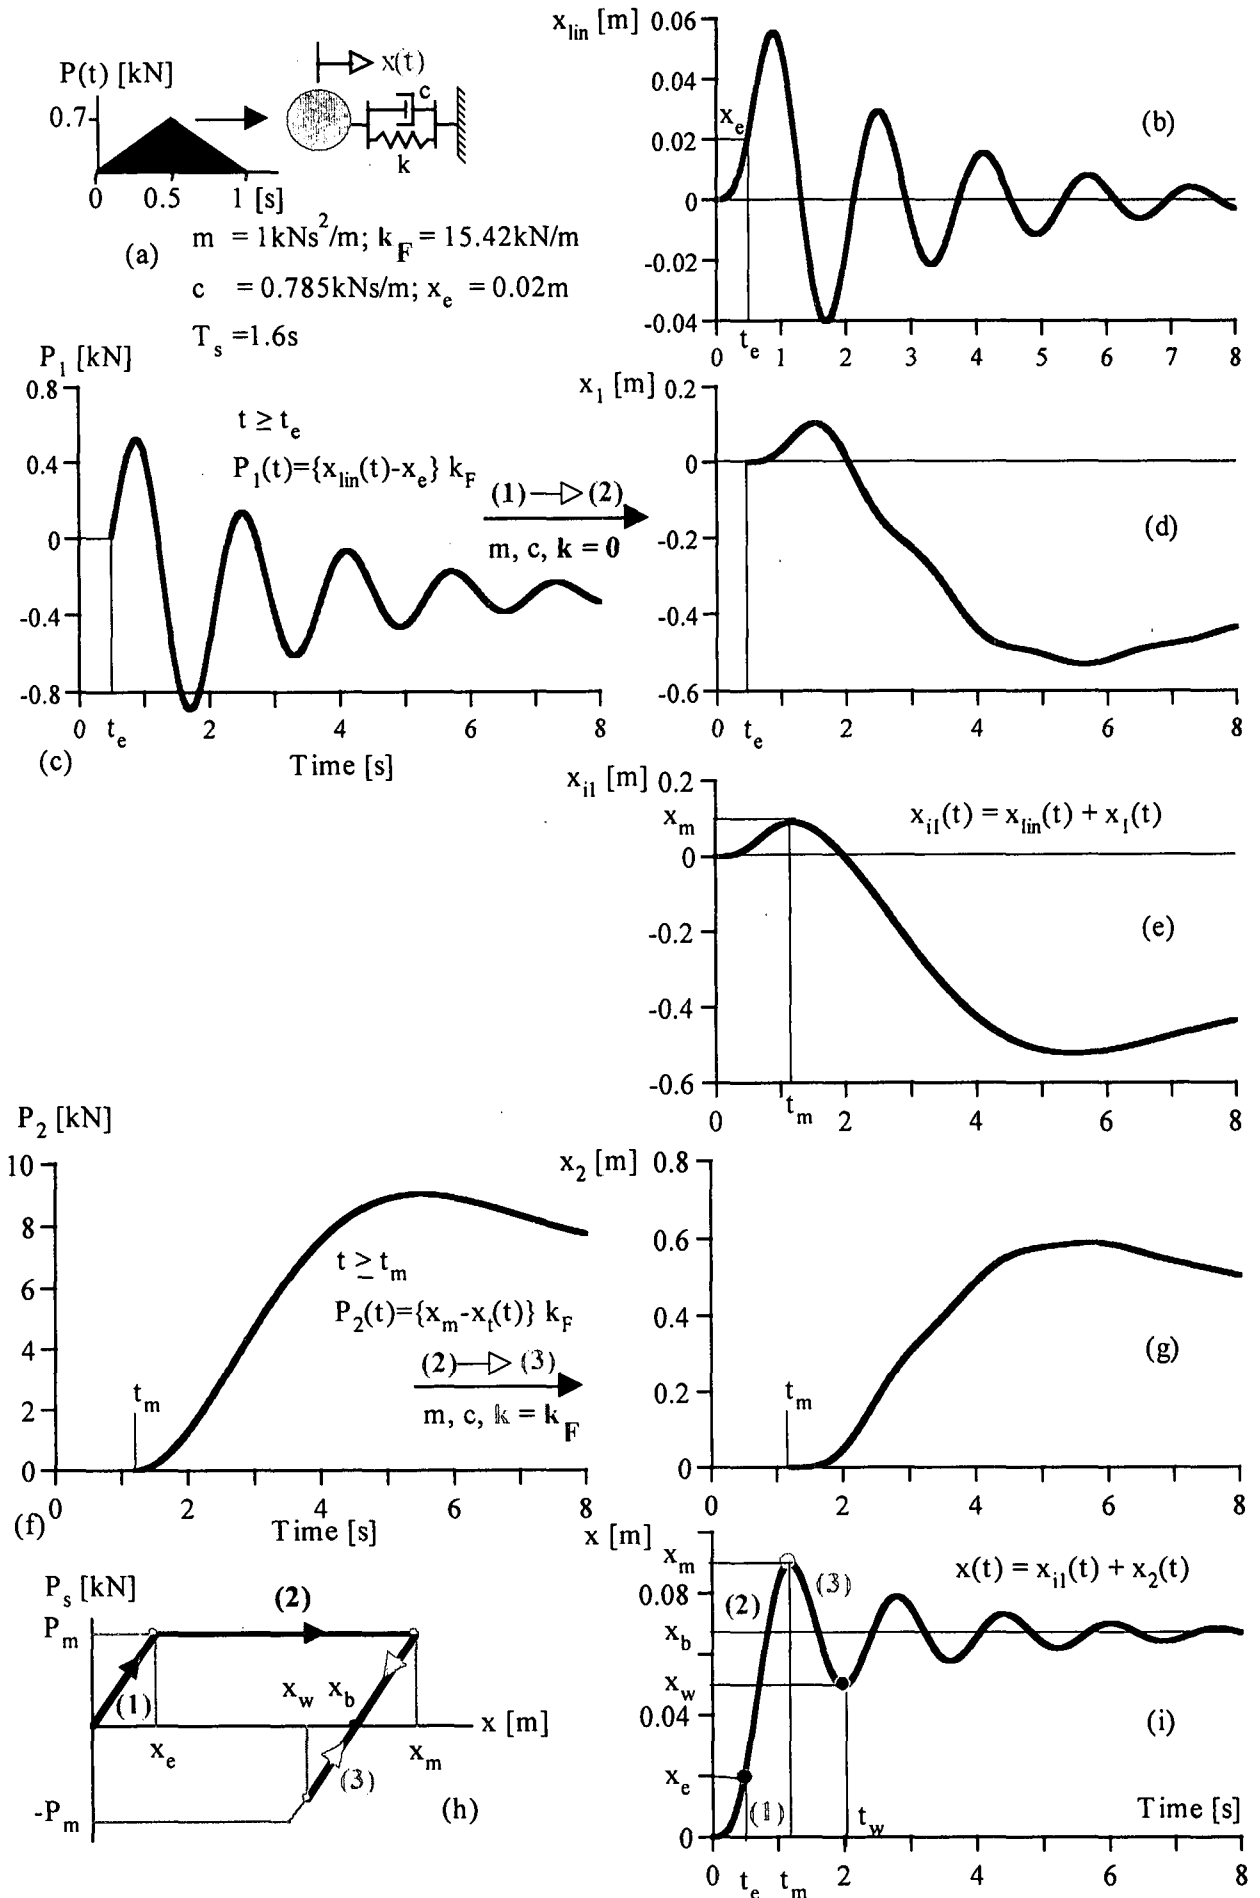 P(t) [kN]
0.7
0 0.5 1 [s]
x(t)
c
k
(a)
m = 1kNs²/m; k_F = 15.42kN/m
c = 0.785kNs/m; x_e = 0.02m
T_s =1.6s
x_lin [m]
0.06
0.04
x_e
0.02
0
-0.02
-0.04
0 t_e 1 2 3 4 5 6 7 8
(b)
P_1 [kN]
0.8
0.4
0
-0.4
-0.8
0 t_e 2 4 6 8
t ≥ t_e
P_1(t)={x_lin(t)-x_e} k_F
(1)—▷(2)
m, c, k = 0
(c)
Time [s]
x_1 [m]
0.2
0
-0.2
-0.4
-0.6
0 t_e 2 4 6 8
(d)
x_i1 [m]
0.2
x_m
0
-0.2
-0.4
-0.6
0 t_m 2 4 6 8
x_i1(t) = x_lin(t) + x_1(t)
(e)
P_2 [kN]
10
8
6
4
2
0
t_m
0 2 4 6 8
t ≥ t_m
P_2(t)={x_m-x_t(t)} k_F
(2)—▷ (3)
m, c, k = k_F
(f)
Time [s]
x_2 [m]
0.8
0.6
0.4
0.2
0
t_m
0 2 4 6 8
(g)
P_s [kN]
P_m
(2)
(1)
x_w x_b
x [m]
x_e
x_m
(3)
-P_m
(h)
x [m]
x_m
0.08
x_b
x_w
0.04
x_e
0
(2)
(3)
x(t) = x_i1(t) + x_2(t)
(i)
(1)
t_w
Time [s]
0 t_e t_m 2 4 6 8